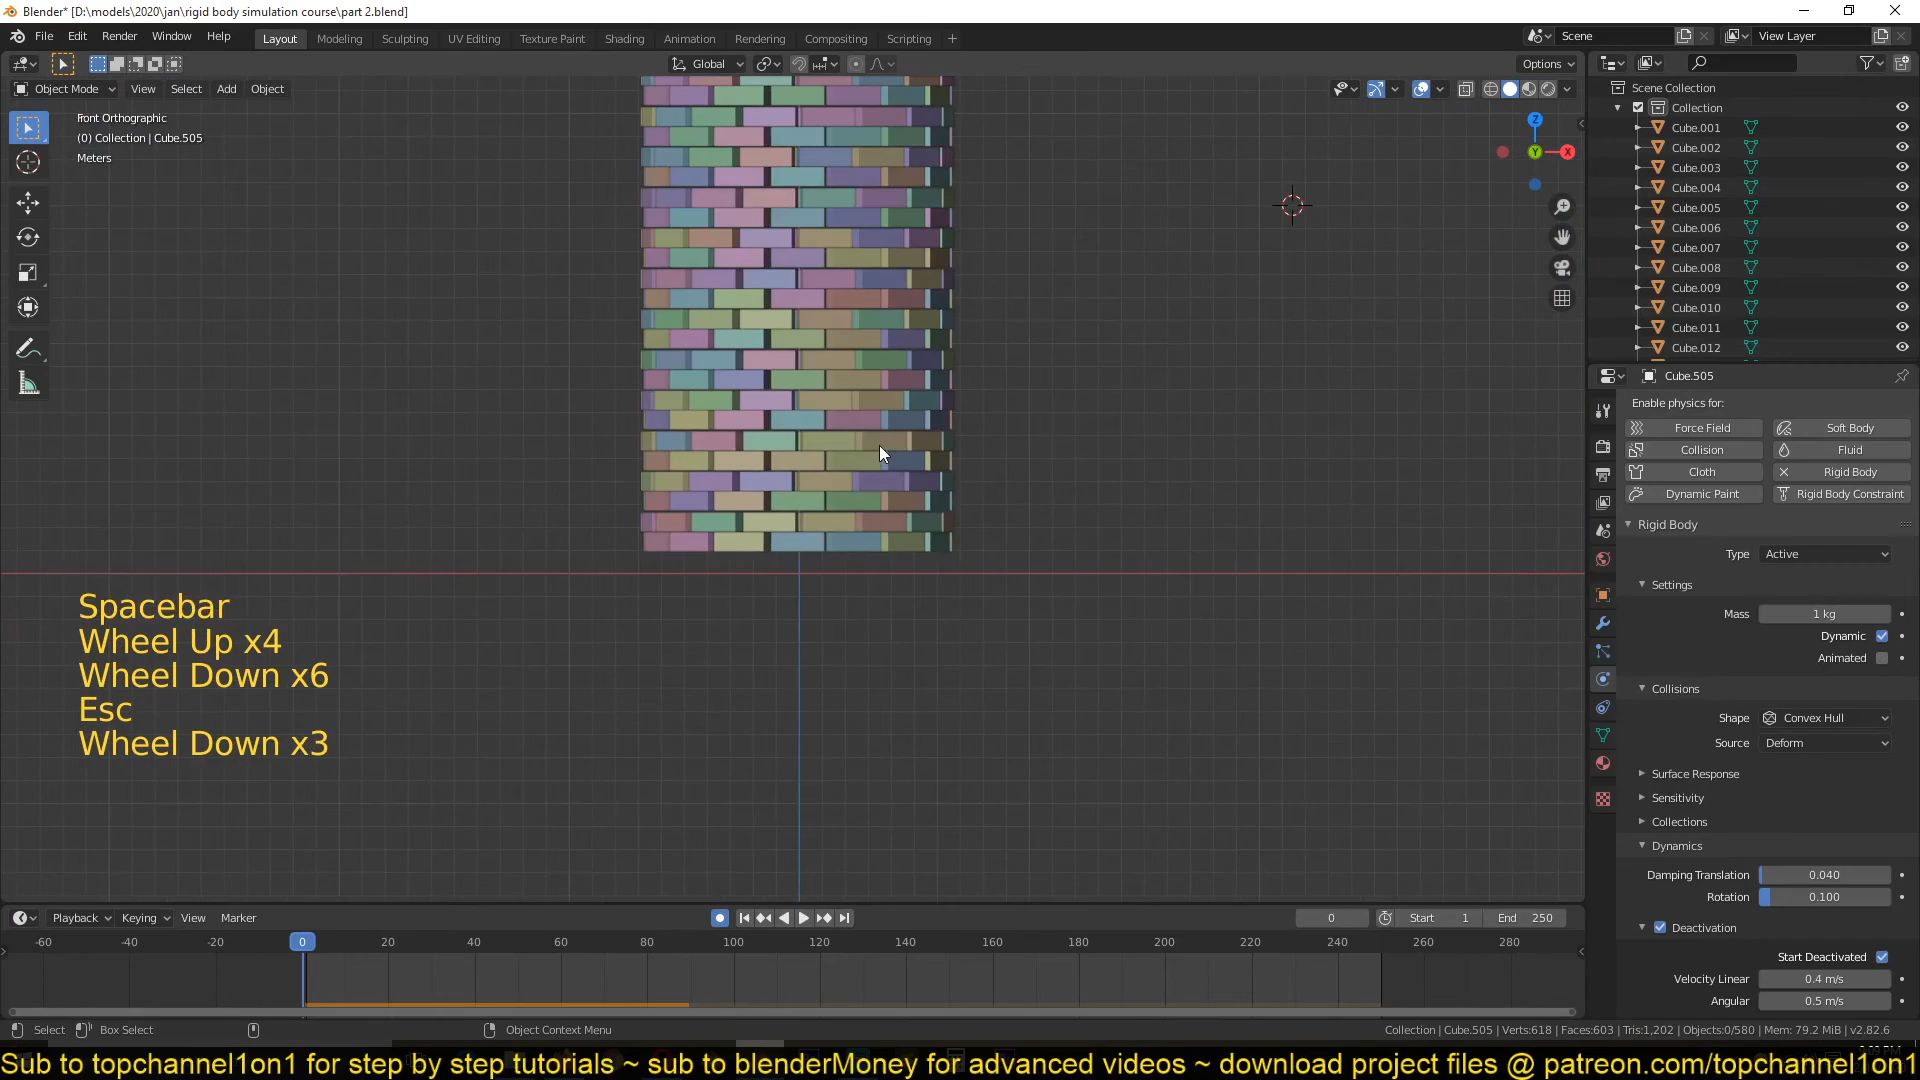 Blender* [D:\models\2020\jan\rigid body simulation course\part 2.blend]
File Edit Render Window Help Layout Modeling Sculpting UV Editing Texture Paint Shading Animation Rendering Compositing Scripting + Scene View Layer
Global Options
Object Mode View Select Add Object
Front Orthographic
(0) Collection | Cube.505
Meters
Z
Y
X
Spacebar
Wheel Up x4
Wheel Down x6
Esc
Wheel Down x3
Scene Collection
Collection
Cube.001
Cube.002
Cube.003
Cube.004
Cube.005
Cube.006
Cube.007
Cube.008
Cube.009
Cube.010
Cube.011
Cube.012
Cube.505
Enable physics for:
Force Field Soft Body
Collision Fluid
Cloth Rigid Body
Dynamic Paint Rigid Body Constraint
Rigid Body
Type Active
Settings
Mass 1 kg
Dynamic
Animated
Collisions
Shape Convex Hull
Source Deform
Surface Response
Sensitivity
Collections
Dynamics
Damping Translation 0.040
Rotation 0.100
Deactivation
Start Deactivated
Velocity Linear 0.4 m/s
Angular 0.5 m/s
Playback Keying View Marker 0 Start 1 End 250
-60 -40 -20 0 20 40 60 80 100 120 140 160 180 200 220 240 260 280
Select Box Select Object Context Menu Collection | Cube.505 | Verts:618 | Faces:603 | Tris:1,202 | Objects:0/580 | Mem: 79.2 MiB | v2.82.6
Sub to topchannel1on1 for step by step tutorials ~ sub to blenderMoney for advanced videos ~ download project files @ patreon.com/topchannel1on1